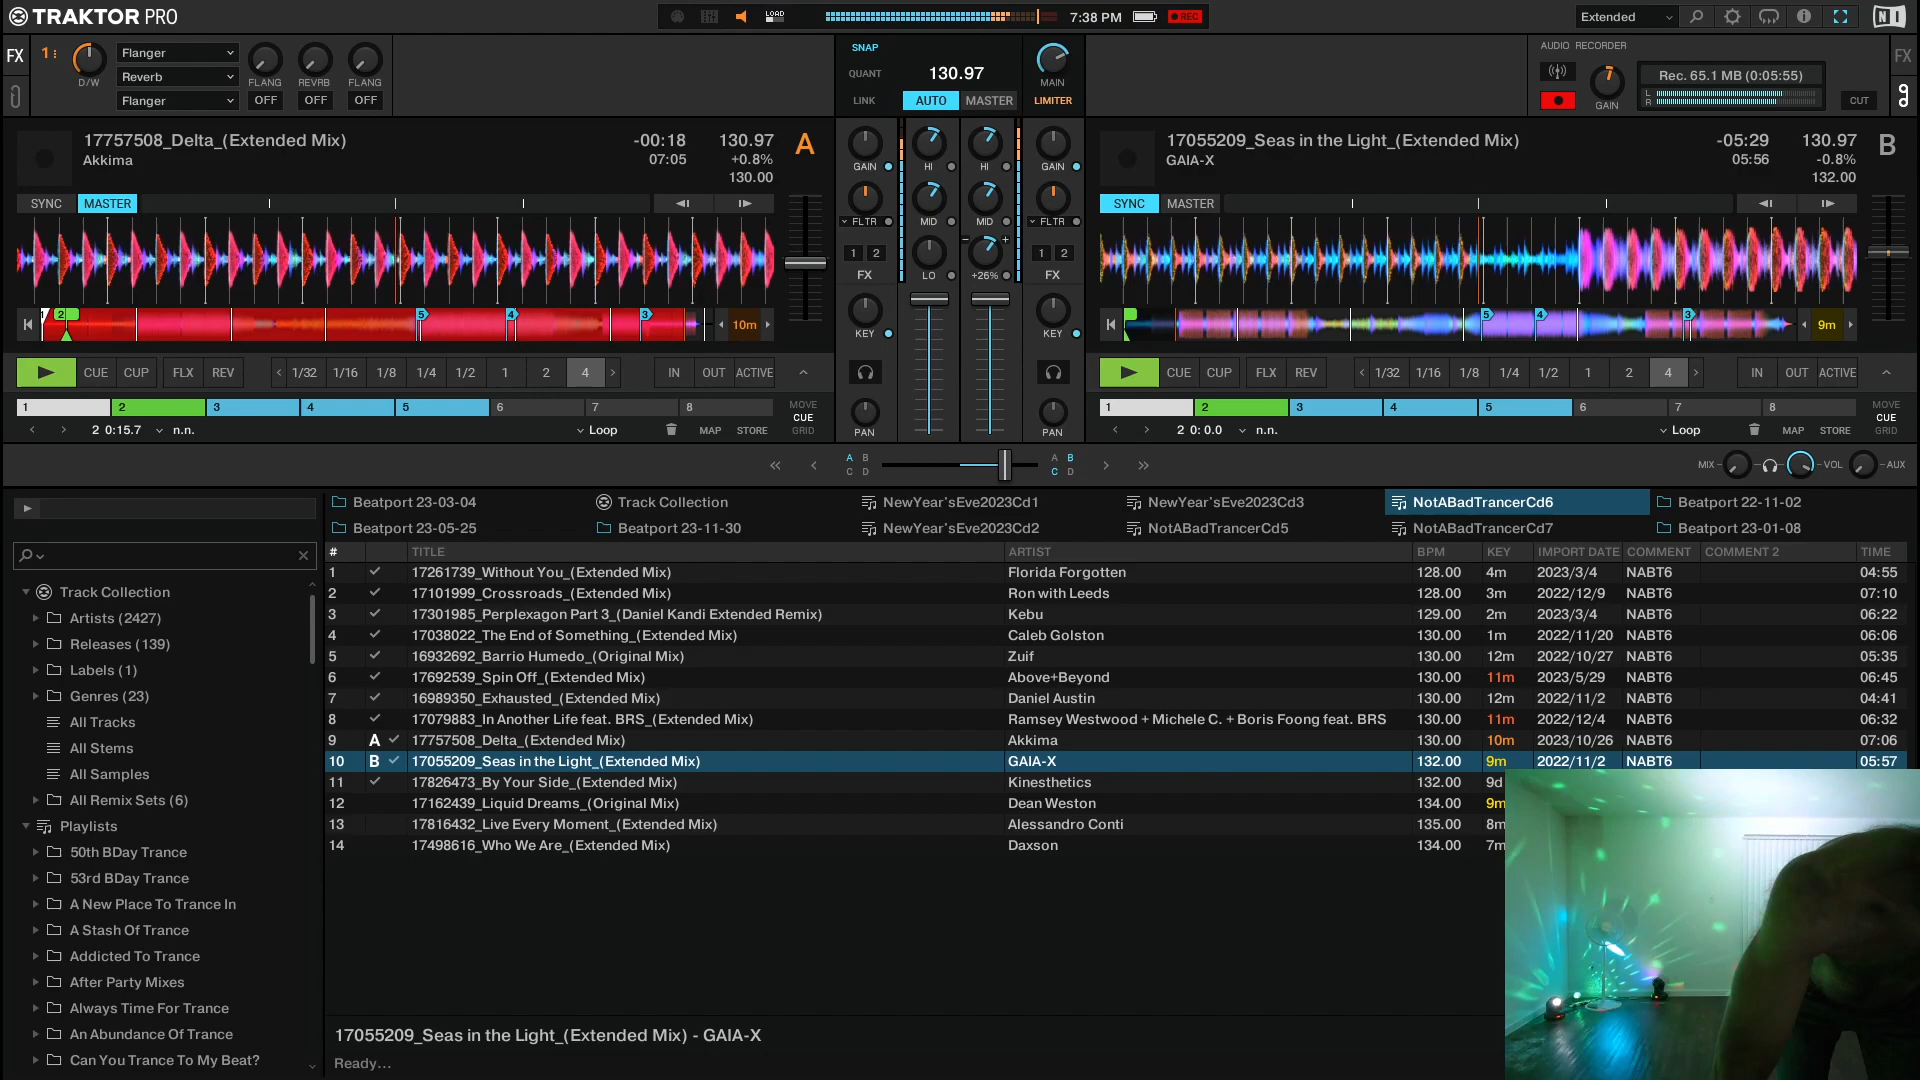 TRAKTOR PRO
LOAD
7:38 PM
REC
Extended
FX
1
Flanger
Reverb
Flanger
D/W
FLANG
REVRB
FLANG
OFF
OFF
OFF
SNAP
QUANT
LINK
130.97
AUTO
MASTER
MAIN
LIMITER
AUDIO RECORDER
GAIN
Rec. 65.1 MB (0:05:55)
L
R
CUT
FX
17757508_Delta_(Extended Mix)
Akkima
-00:18
07:05
130.97
+0.8%
130.00
A
SYNC
MASTER
1
2
5
4
3
10m
CUE
CUP
FLX
REV
1/32
1/16
1/8
1/4
1/2
1
2
4
IN
OUT
ACTIVE
1
2
3
4
5
6
7
8
MOVE
CUE
GRID
2 0:15.7
n.n.
Loop
MAP
STORE
GAIN
HI
HI
GAIN
FLTR
MID
MID
FLTR
1 2
FX
LO
+26%
1 2
FX
KEY
KEY
PAN
PAN
17055209_Seas in the Light_(Extended Mix)
GAIA-X
-05:29
05:56
130.97
-0.8%
132.00
B
SYNC
MASTER
5
4
3
9m
CUE
CUP
FLX
REV
1/32
1/16
1/8
1/4
1/2
1
2
4
IN
OUT
ACTIVE
1
2
3
4
5
6
7
8
MOVE
CUE
GRID
2 0: 0.0
n.n.
Loop
MAP
STORE
A B
C D
A B
C D
MIX
VOL
AUX
Beatport 23-03-04
Track Collection
NewYear'sEve2023Cd1
NewYear'sEve2023Cd3
NotABadTrancerCd6
Beatport 22-11-02
Beatport 23-05-25
Beatport 23-11-30
NewYear'sEve2023Cd2
NotABadTrancerCd5
NotABadTrancerCd7
Beatport 23-01-08
Track Collection
Artists (2427)
Releases (139)
Labels (1)
Genres (23)
All Tracks
All Stems
All Samples
All Remix Sets (6)
Playlists
50th BDay Trance
53rd BDay Trance
A New Place To Trance In
A Stash Of Trance
Addicted To Trance
After Party Mixes
Always Time For Trance
An Abundance Of Trance
Can You Trance To My Beat?
# TITLE ARTIST BPM KEY IMPORT DATE COMMENT COMMENT 2 TIME
1 17261739_Without You_(Extended Mix) Florida Forgotten 128.00 4m 2023/3/4 NABT6 04:55
2 17101999_Crossroads_(Extended Mix) Ron with Leeds 128.00 3m 2022/12/9 NABT6 07:10
3 17301985_Perplexagon Part 3_(Daniel Kandi Extended Remix) Kebu 129.00 2m 2023/3/4 NABT6 06:22
4 17038022_The End of Something_(Extended Mix) Caleb Golston 130.00 1m 2022/11/20 NABT6 06:06
5 16932692_Barrio Humedo_(Original Mix) Zuif 130.00 12m 2022/10/27 NABT6 05:35
6 17692539_Spin Off_(Extended Mix) Above+Beyond 130.00 11m 2023/5/29 NABT6 06:45
7 16989350_Exhausted_(Extended Mix) Daniel Austin 130.00 12m 2022/11/2 NABT6 04:41
8 17079883_In Another Life feat. BRS_(Extended Mix) Ramsey Westwood + Michele C. + Boris Foong feat. BRS 130.00 11m 2022/12/4 NABT6 06:32
9 A 17757508_Delta_(Extended Mix) Akkima 130.00 10m 2023/10/26 NABT6 07:06
10 B 17055209_Seas in the Light_(Extended Mix) GAIA-X 132.00 9m 2022/11/2 NABT6 05:57
11 17826473_By Your Side_(Extended Mix) Kinesthetics 132.00 9d
12 17162439_Liquid Dreams_(Original Mix) Dean Weston 134.00 9m
13 17816432_Live Every Moment_(Extended Mix) Alessandro Conti 135.00 8m
14 17498616_Who We Are_(Extended Mix) Daxson 134.00 7m
17055209_Seas in the Light_(Extended Mix) - GAIA-X
Ready...